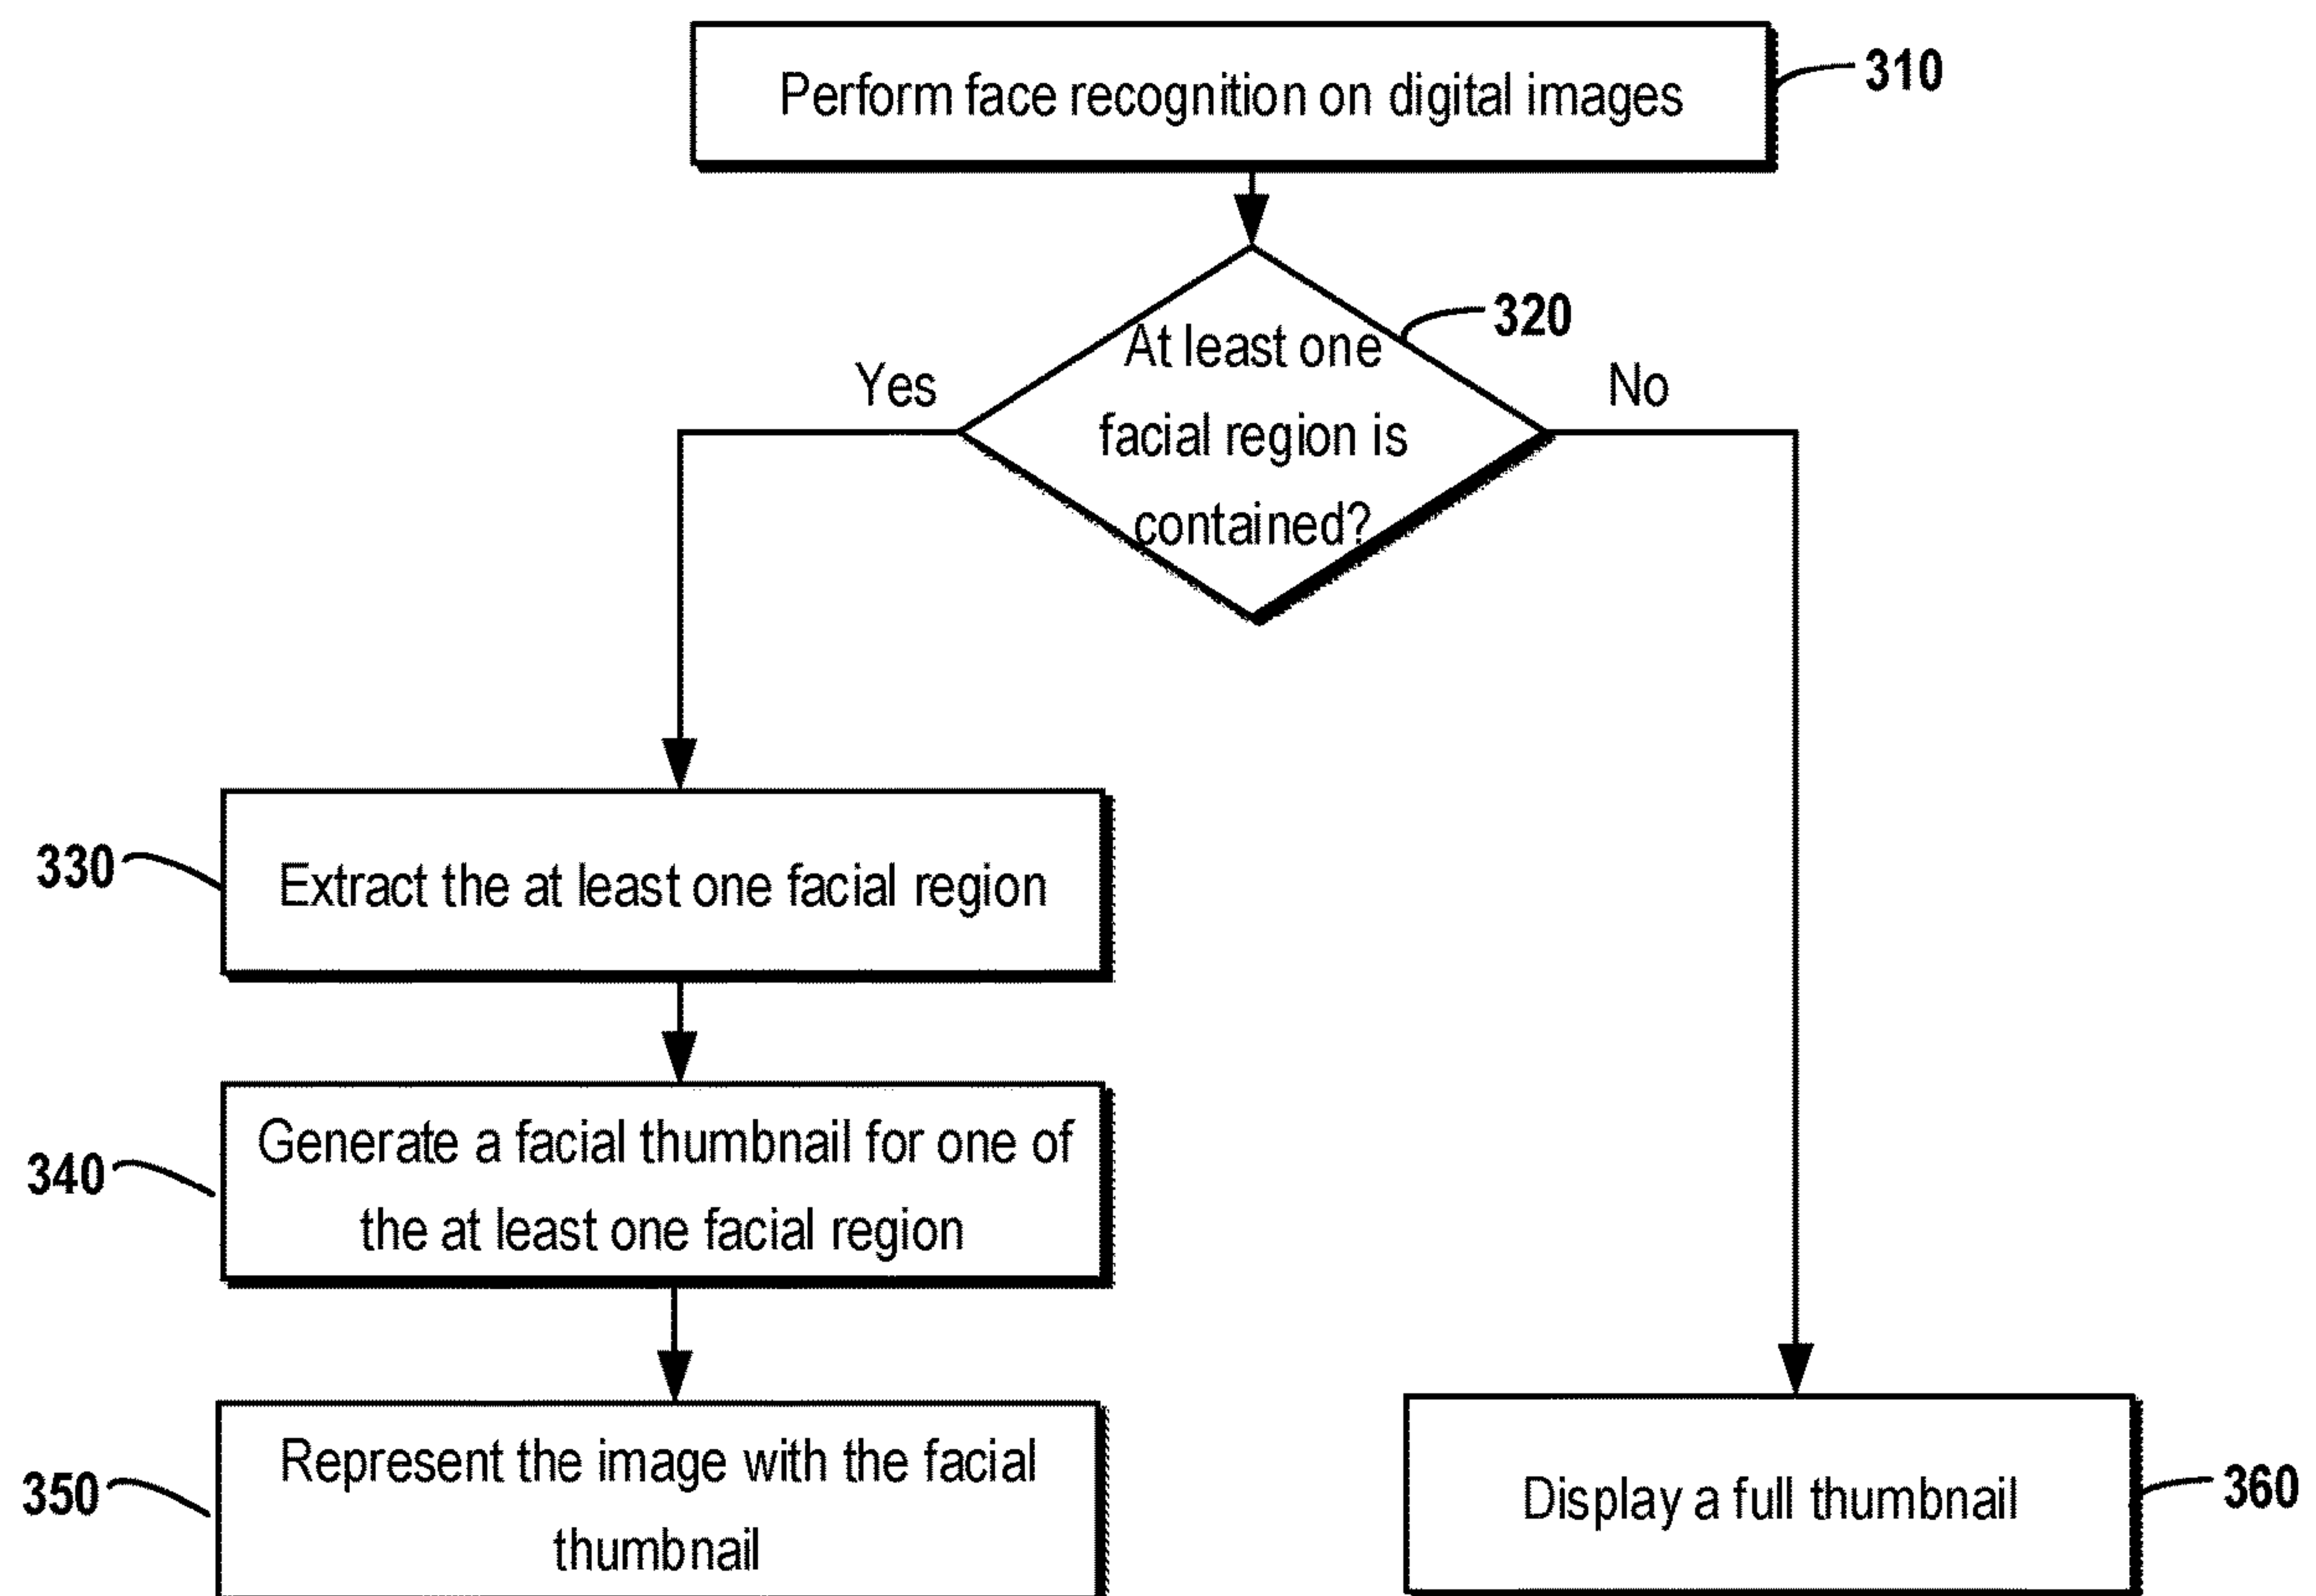 Perform face recognition on digital images
310
320
At least one
facial region is
contained?
Yes
No
330
Extract the at least one facial region
340
Generate a facial thumbnail for one of
the at least one facial region
350
Represent the image with the facial
thumbnail
Display a full thumbnail
360